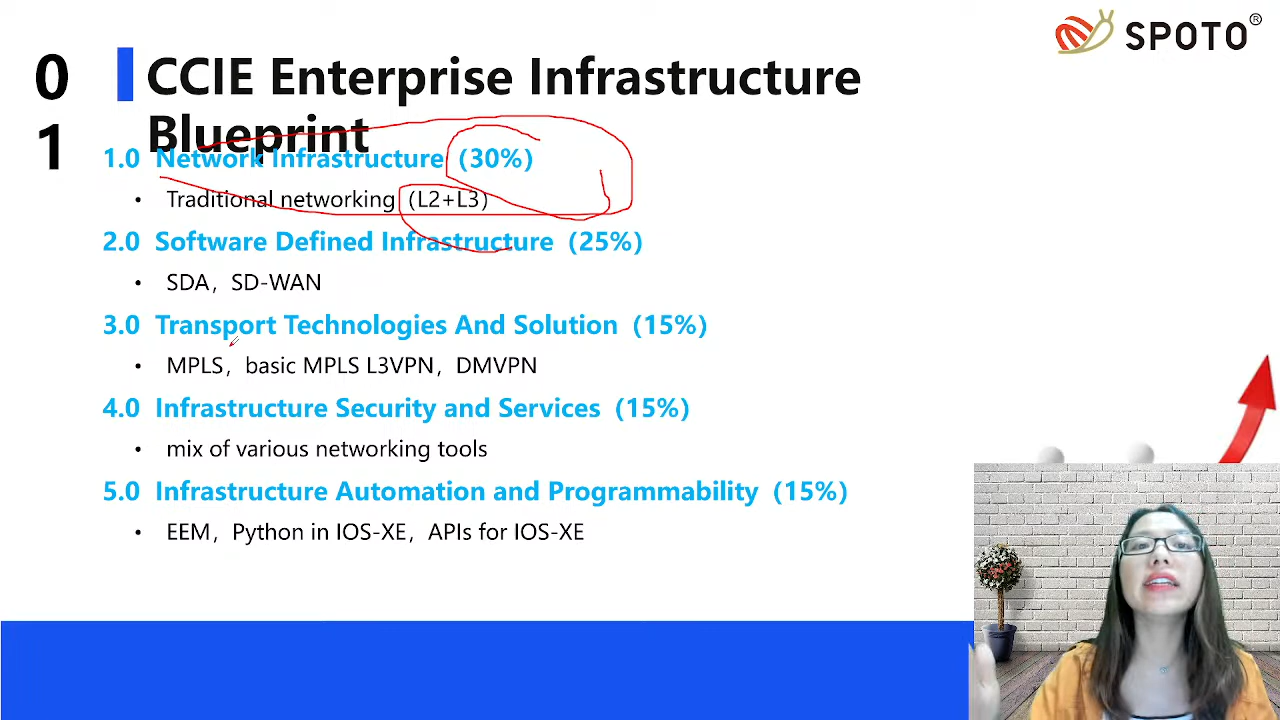 SPOTO®
01
CCIE Enterprise Infrastructure
Blueprint
1.0 Network Infrastructure (30%)
• Traditional networking (L2+L3)
2.0 Software Defined Infrastructure (25%)
• SDA, SD-WAN
3.0 Transport Technologies And Solution (15%)
• MPLS, basic MPLS L3VPN, DMVPN
4.0 Infrastructure Security and Services (15%)
• mix of various networking tools
5.0 Infrastructure Automation and Programmability (15%)
• EEM, Python in IOS-XE, APIs for IOS-XE